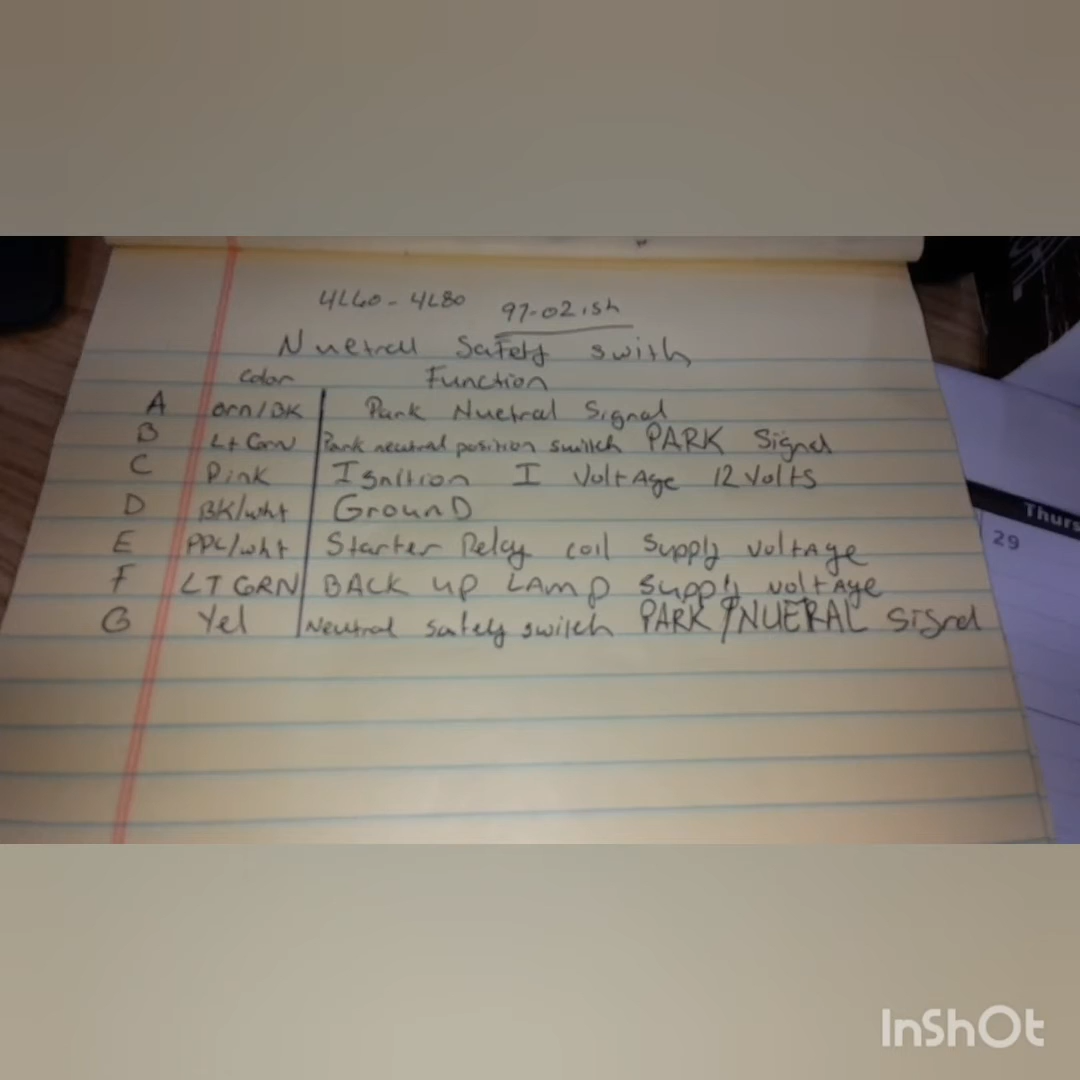 4L60 - 4L80 97-02ish
Nuetrall Safety swith
Color Function
A Orn/BK Park Nuetral Signal
B Lt Grn Park neutral position switch PARK Signal
C Pink Ignition I Voltage 12 Volts
D BK/wht Ground
E PPL/wht Starter Relay coil supply voltage
F LT GRN BACK up LAmp supply voltage
G Yel Neutral safety switch PARK/NUERAL signal
Thurs
29
InShOt